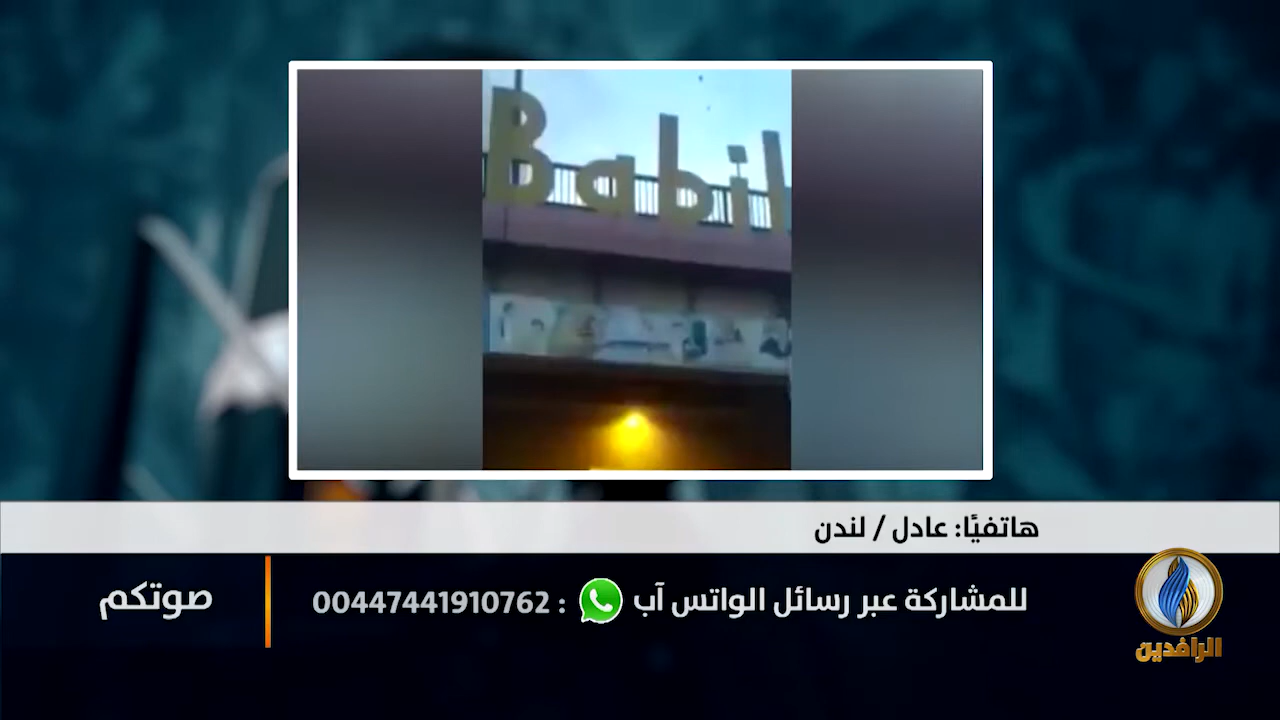 Babil
هاتفيًا: عادل / لندن
للمشاركة عبر رسائل الواتس آب : 00447441910762
صوتكم
الرافدين